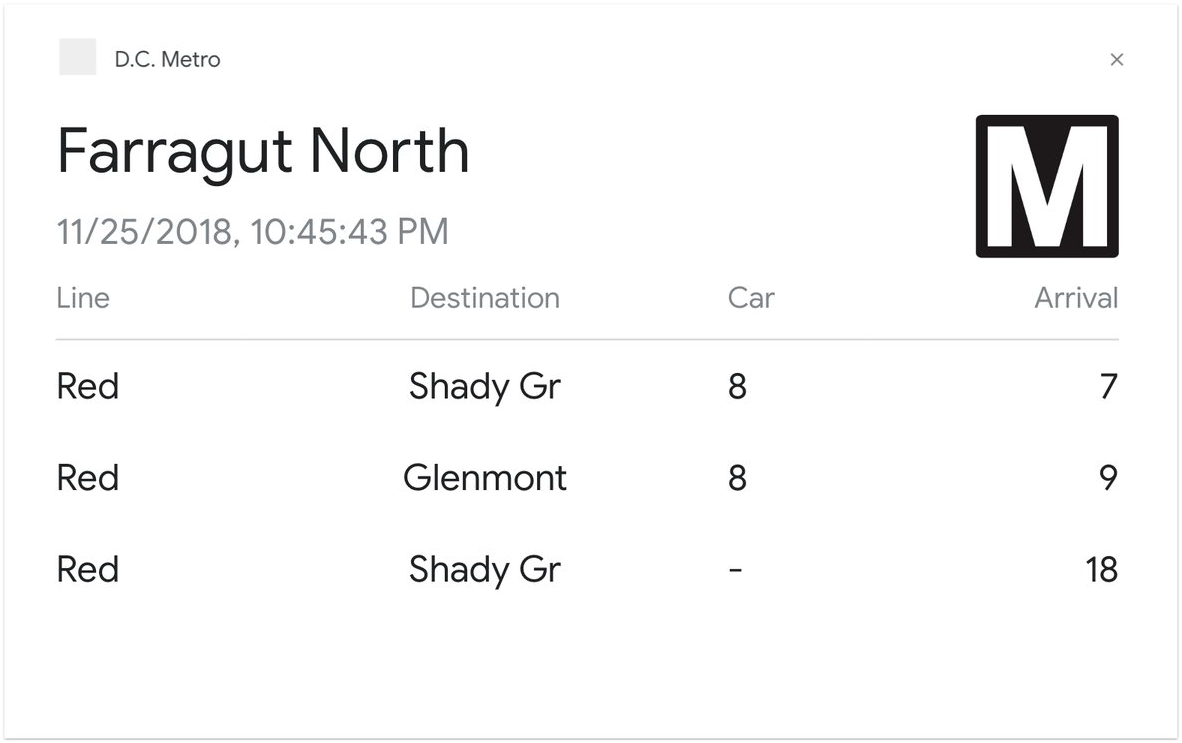 D.C. Metro ×
Farragut North
M
11/25/2018, 10:45:43 PM
Line Destination Car Arrival
Red Shady Gr 8 7
Red Glenmont 8 9
Red Shady Gr - 18